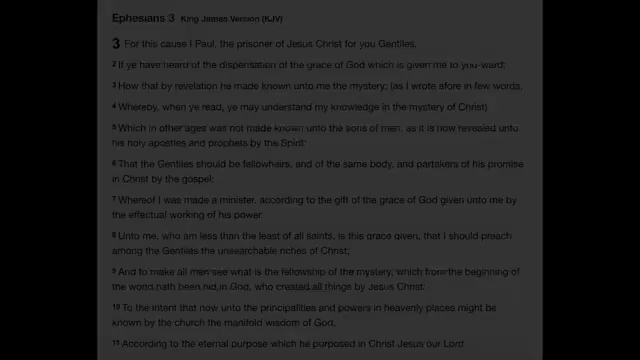 Ephesians 3 King James Version (KJV)
3 For this cause I Paul, the prisoner of Jesus Christ for you Gentiles,
2 If ye have heard of the dispensation of the grace of God which is given me to you-ward:
3 How that by revelation he made known unto me the mystery; (as I wrote afore in few words,
4 Whereby, when ye read, ye may understand my knowledge in the mystery of Christ)
5 Which in other ages was not made known unto the sons of men, as it is now revealed unto
his holy apostles and prophets by the Spirit:
6 That the Gentiles should be fellowheirs, and of the same body, and partakers of his promise
in Christ by the gospel:
7 Whereof I was made a minister, according to the gift of the grace of God given unto me by
the effectual working of his power.
8 Unto me, who am less than the least of all saints, is this grace given, that I should preach
among the Gentiles the unsearchable riches of Christ;
9 And to make all men see what is the fellowship of the mystery, which from the beginning of
the world hath been hid in God, who created all things by Jesus Christ:
10 To the intent that now unto the principalities and powers in heavenly places might be
known by the church the manifold wisdom of God,
11 According to the eternal purpose which he purposed in Christ Jesus our Lord: